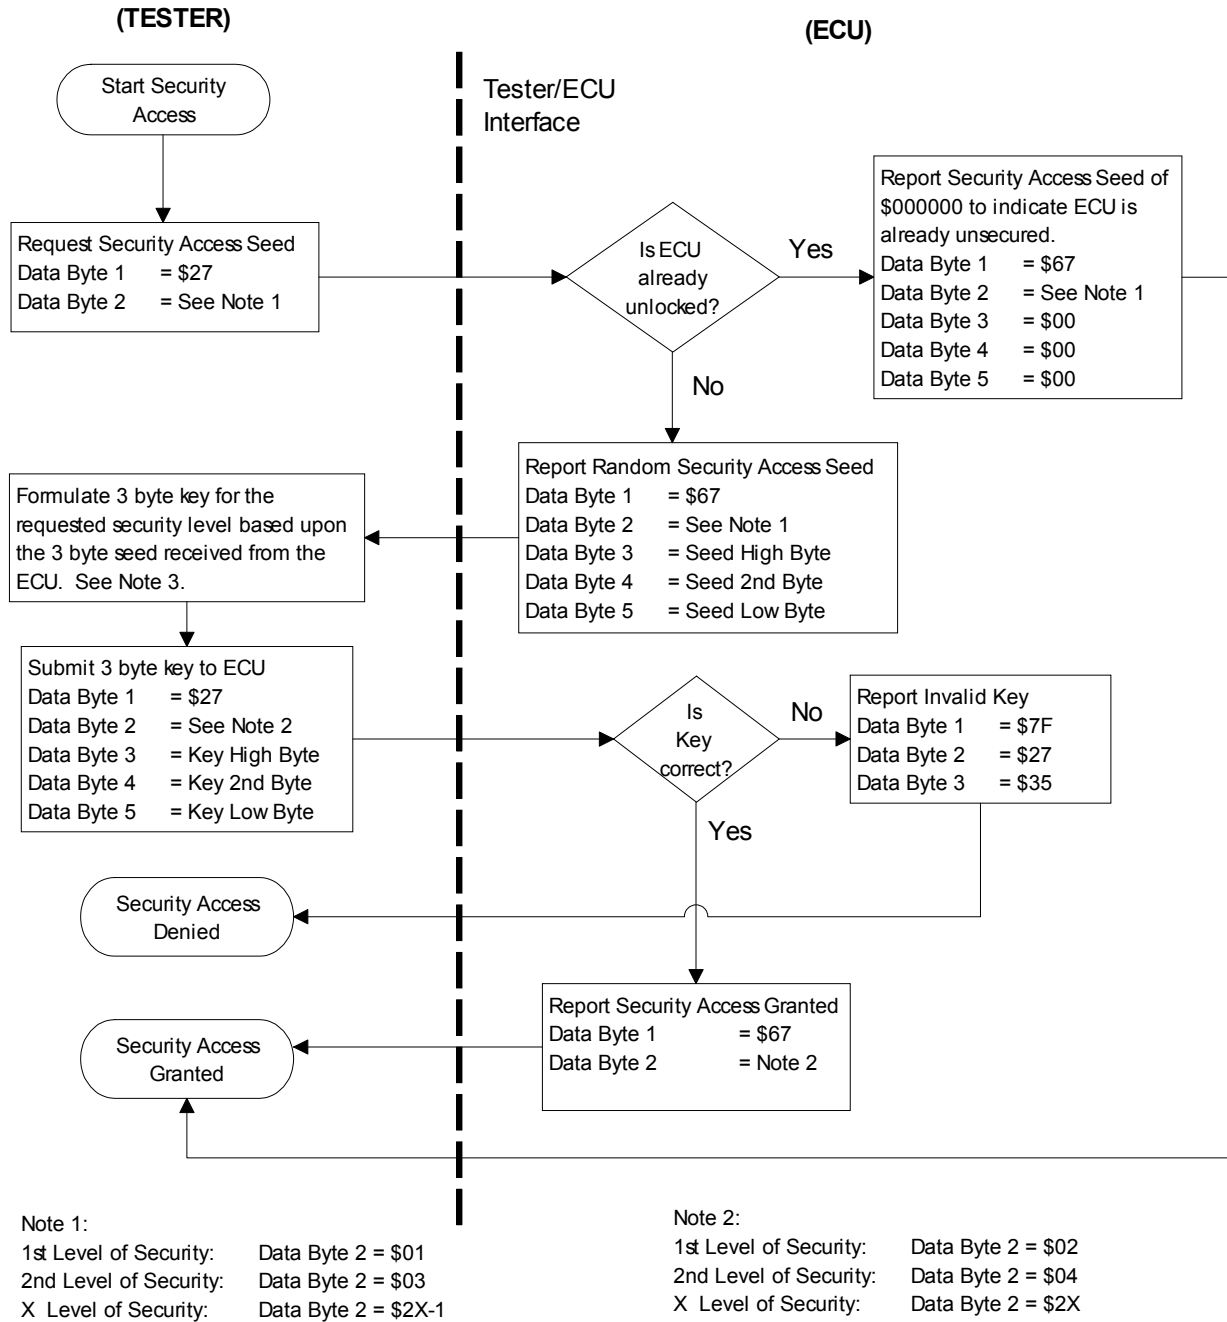 (TESTER)
(ECU)
Start Security
Access
Tester/ECU
Interface
Request Security Access Seed
Data Byte 1 = $27
Data Byte 2 = See Note 1
Is ECU
already
unlocked?
Yes
No
Report Security Access Seed of
$000000 to indicate ECU is
already unsecured.
Data Byte 1 = $67
Data Byte 2 = See Note 1
Data Byte 3 = $00
Data Byte 4 = $00
Data Byte 5 = $00
Report Random Security Access Seed
Data Byte 1 = $67
Data Byte 2 = See Note 1
Data Byte 3 = Seed High Byte
Data Byte 4 = Seed 2nd Byte
Data Byte 5 = Seed Low Byte
Formulate 3 byte key for the
requested security level based upon
the 3 byte seed received from the
ECU. See Note 3.
Submit 3 byte key to ECU
Data Byte 1 = $27
Data Byte 2 = See Note 2
Data Byte 3 = Key High Byte
Data Byte 4 = Key 2nd Byte
Data Byte 5 = Key Low Byte
Is
Key
correct?
No
Yes
Report Invalid Key
Data Byte 1 = $7F
Data Byte 2 = $27
Data Byte 3 = $35
Security Access
Denied
Report Security Access Granted
Data Byte 1 = $67
Data Byte 2 = Note 2
Security Access
Granted
Note 1:
1st Level of Security: Data Byte 2 = $01
2nd Level of Security: Data Byte 2 = $03
X Level of Security: Data Byte 2 = $2X-1
Note 2:
1st Level of Security: Data Byte 2 = $02
2nd Level of Security: Data Byte 2 = $04
X Level of Security: Data Byte 2 = $2X